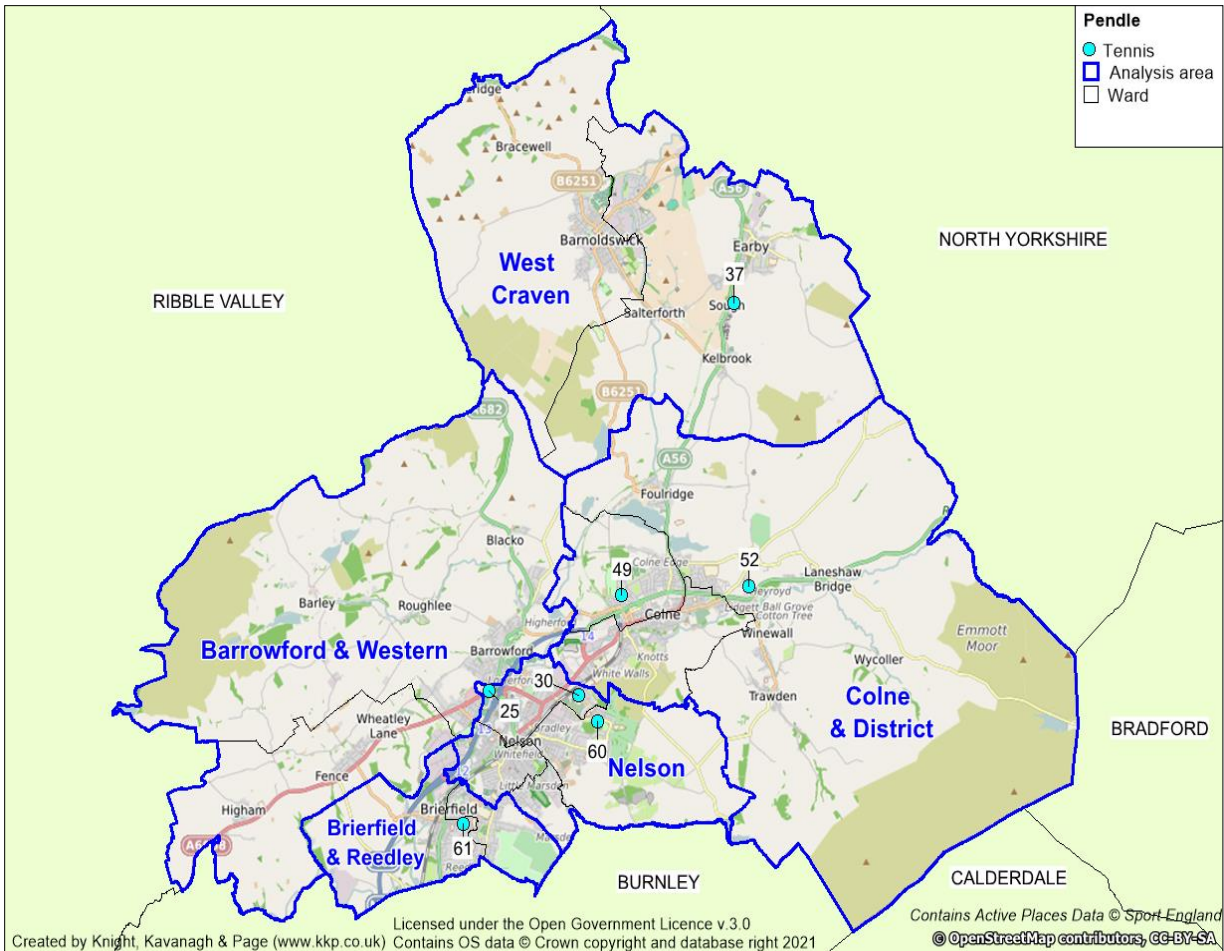 Pendle
Tennis
Analysis area
Ward
Bracewell
B6251
A56
Barnoldswick
Earby
NORTH YORKSHIRE
West
Craven
37
RIBBLE VALLEY
Salterforth
Kelbrook
B6251
A682
A56
Foulridge
Blacko
49
Colne Edge
52
Laneshaw
Bridge
Barley
Roughlee
Colne
Cotton Tree
Winewall
Emmott
Moor
Barrowford & Western
Barrowford
Knotts
White Walls
Wycoller
30
Trawden
Colne
& District
25
Wheatley
Lane
BRADFORD
Bradley
Nelson
Whitefield
60
Nelson
Fence
Little Marsden
Higham
Brierfield
Brierfield
& Reedley
61
BURNLEY
CALDERDALE
Licensed under the Open Government Licence v.3.0
Contains Active Places Data © Sport England
Created by Knight, Kavanagh & Page (www.kkp.co.uk) Contains OS data © Crown copyright and database right 2021
© OpenStreetMap contributors, CC-BY-SA